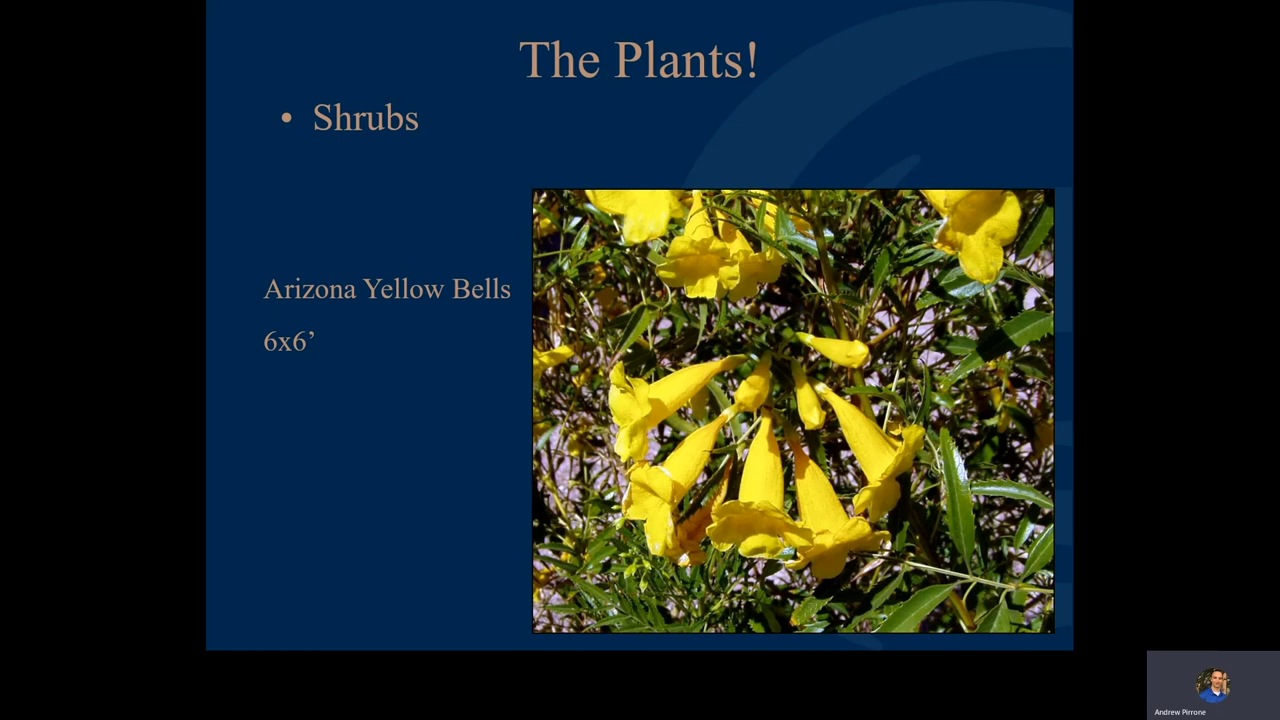 The Plants!
• Shrubs
Arizona Yellow Bells
6x6’
Andrew Pirrone